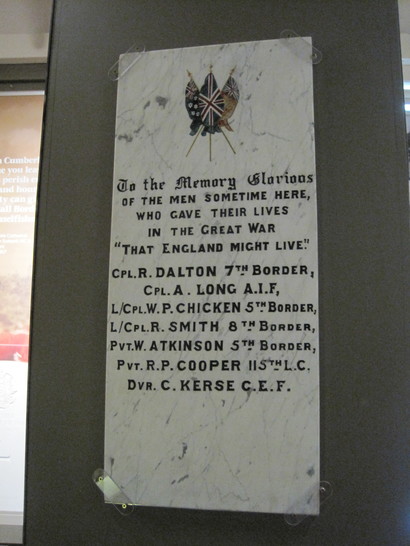 To the Memory Glorious
OF THE MEN SOMETIME HERE,
WHO GAVE THEIR LIVES
IN THE GREAT WAR
"THAT ENGLAND MIGHT LIVE."
CPL. R. DALTON 7TH BORDER,
CPL. A. LONG A.I.F,
L/CPL. W.P. CHICKEN 5TH BORDER,
L/CPL. R. SMITH 8TH BORDER,
PVT. W. ATKINSON 5TH BORDER,
PVT. R.P. COOPER 115TH L.C.
DVR. C. KERSE C.E.F.